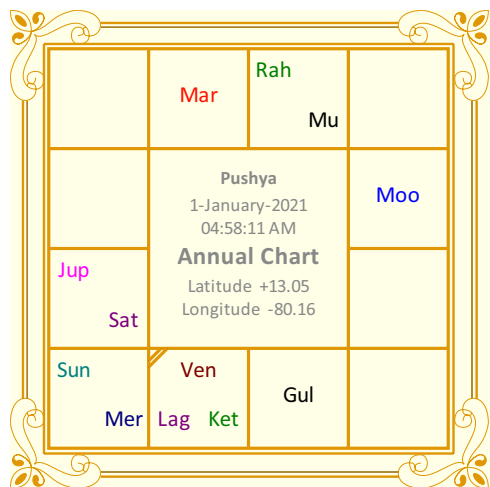 Rah
Mar
Mu
Pushya
1-January-2021
04:58:11 AM
Annual Chart
Latitude +13.05
Longitude -80.16
Moo
Jup
Sat
Sun
Ven
Gul
Mer
Lag Ket